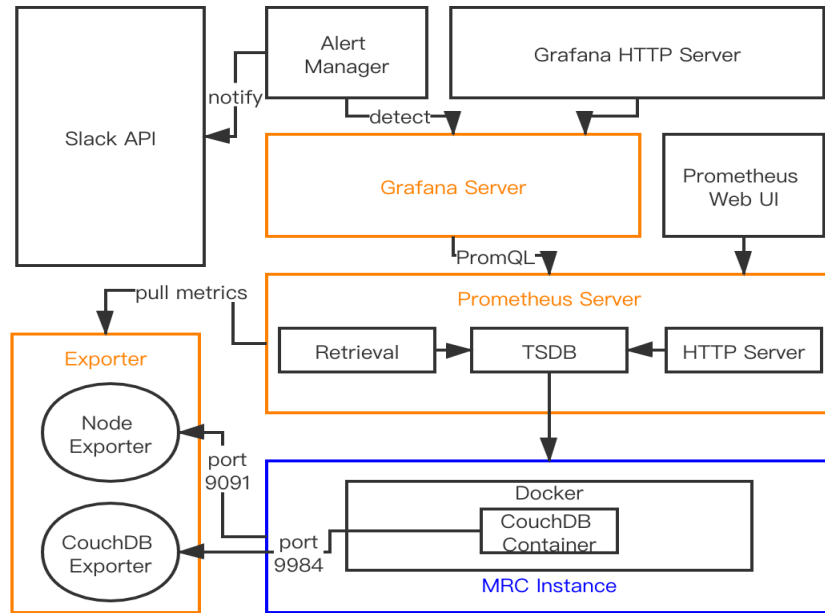 Alert
Manager
Grafana HTTP Server
notify
detect
Slack API
Grafana Server
Prometheus
Web UI
PromQL
pull metrics
Prometheus Server
Exporter
Retrieval
TSDB
HTTP Server
Node
Exporter
port
9091
Docker
CouchDB
Container
CouchDB
Exporter
port
9984
MRC Instance